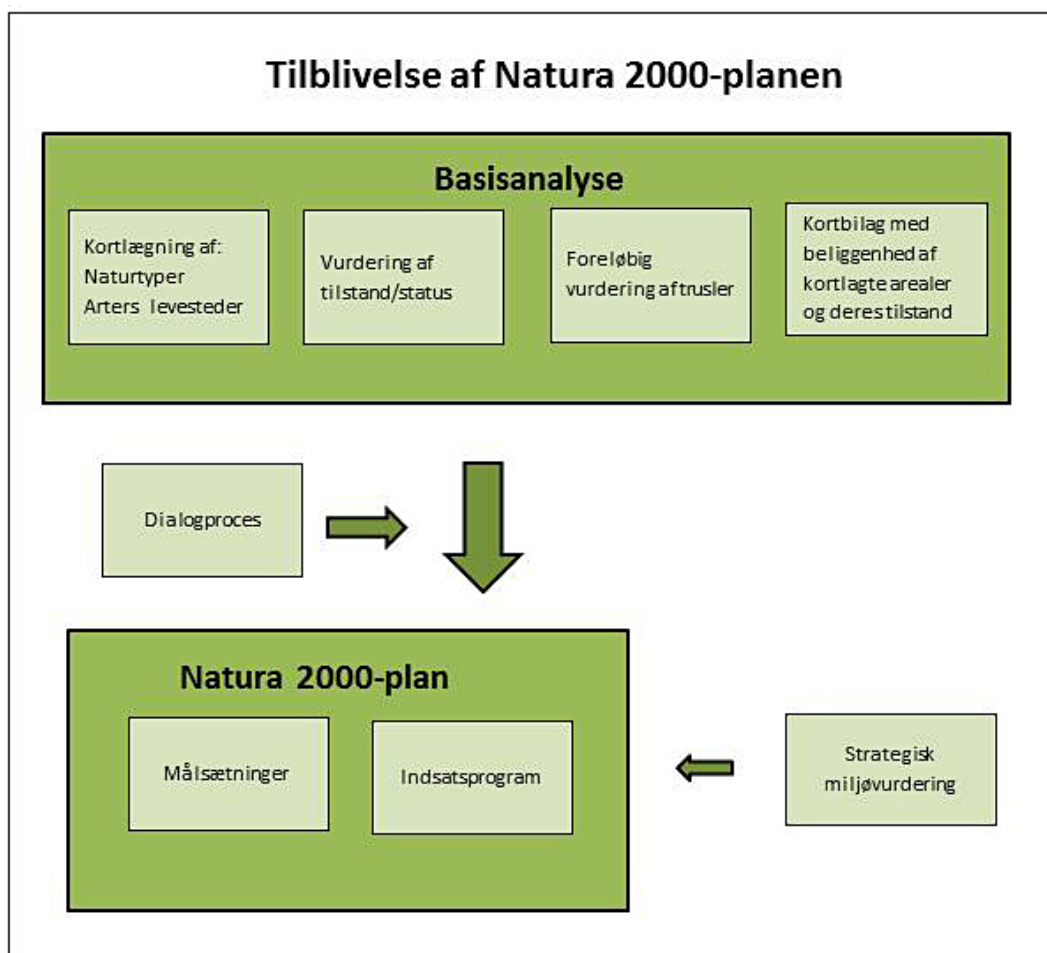 Tilblivelse af Natura 2000-planen
Basisanalyse
Kortlægning af:
Naturtyper
Arters levesteder
Vurdering af
tilstand/status
Foreløbig
vurdering af trusler
Kortbilag med
beliggenhed af
kortlagte arealer
og deres tilstand
Dialogproces
Natura 2000-plan
Målsætninger
Indsatsprogram
Strategisk
miljøvurdering